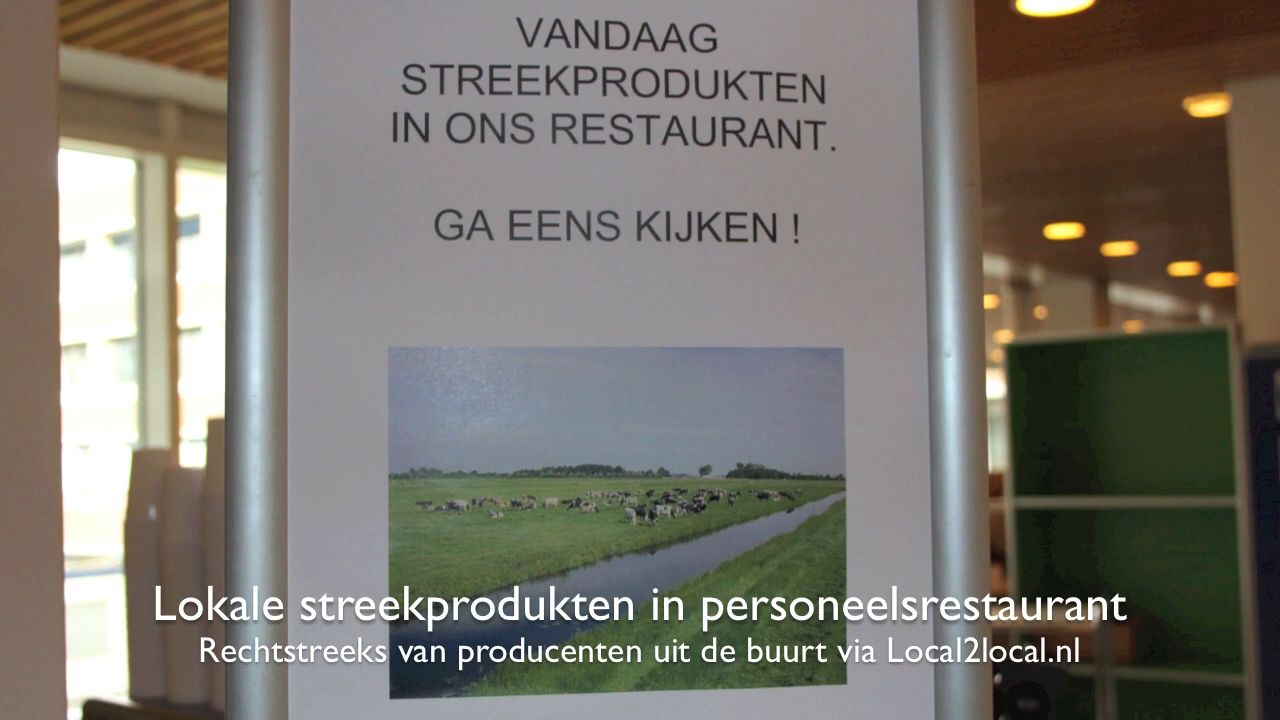 VANDAAG
STREEKPRODUKTEN
IN ONS RESTAURANT.
GA EENS KIJKEN !
Lokale streekprodukten in personeelsrestaurant
Rechtstreeks van producenten uit de buurt via Local2local.nl